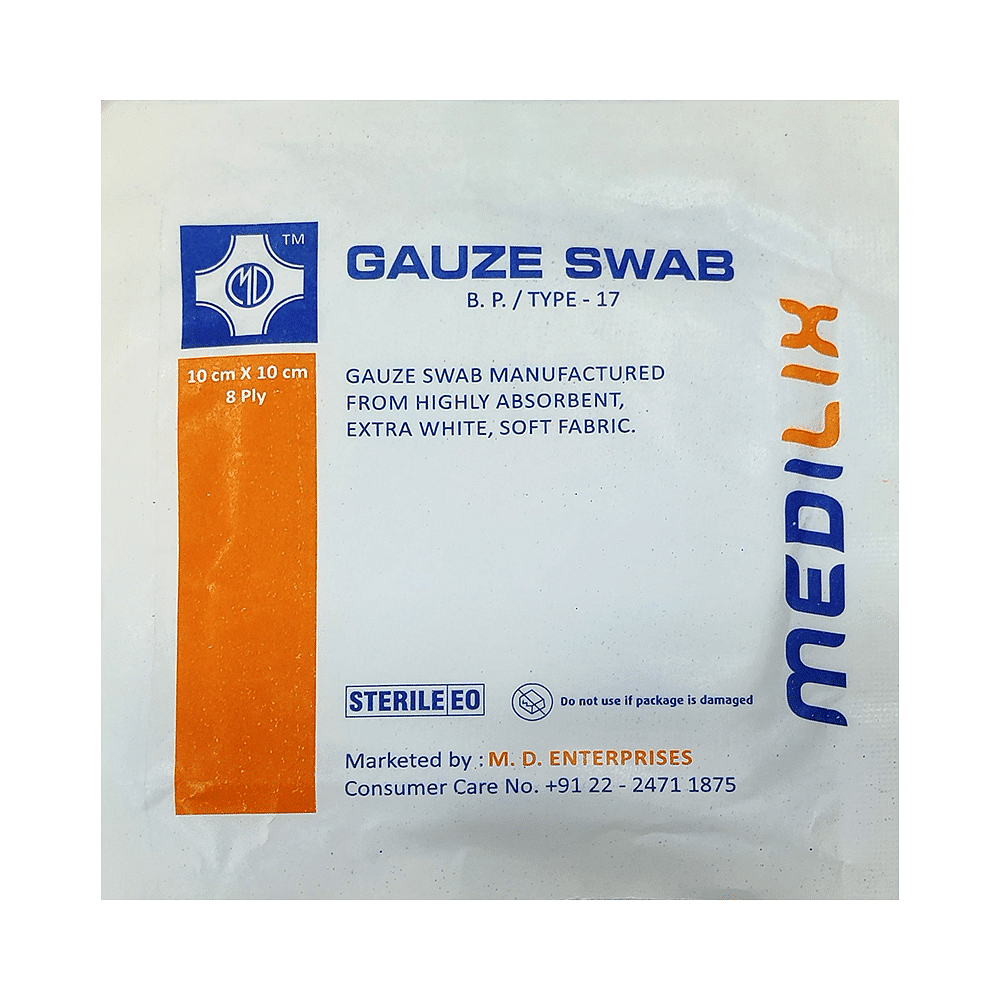 TM
MD
GAUZE SWAB
B. P. / TYPE - 17
10 cm X 10 cm
8 Ply
GAUZE SWAB MANUFACTURED
FROM HIGHLY ABSORBENT,
EXTRA WHITE, SOFT FABRIC.
MEDILIX
STERILE EO
Do not use if package is damaged
Marketed by : M. D. ENTERPRISES
Consumer Care No. +91 22 - 2471 1875